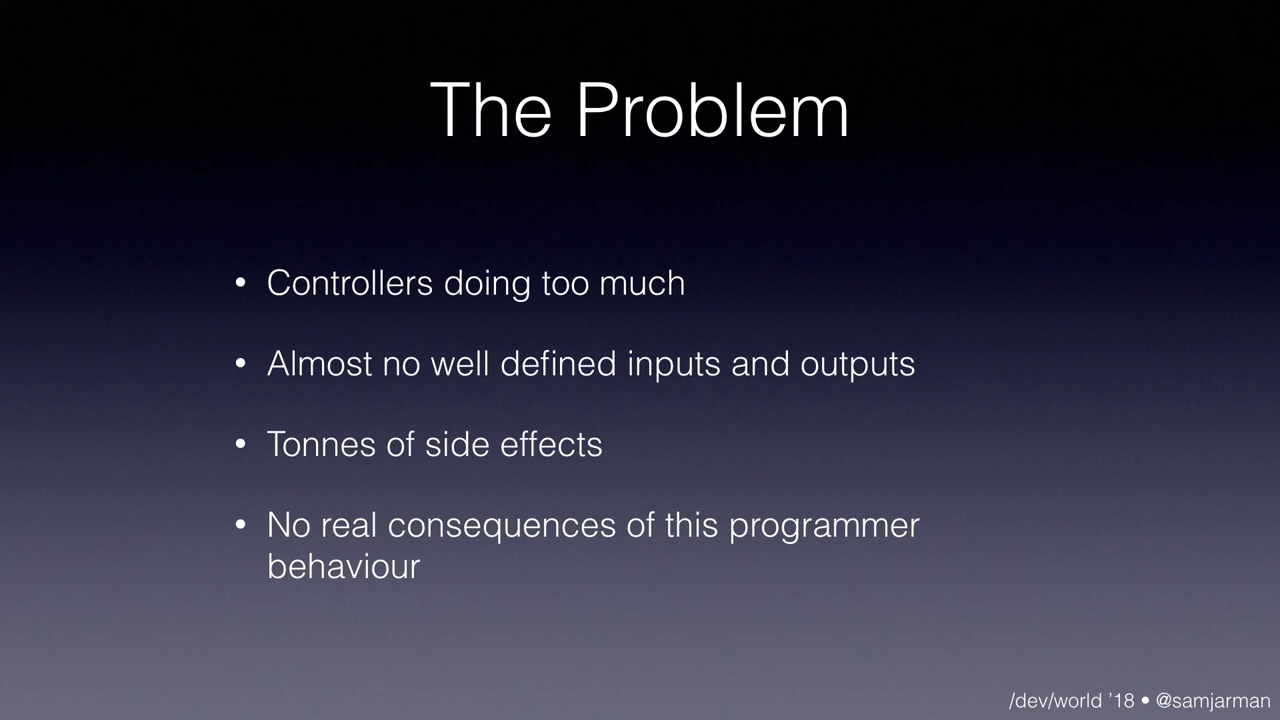 The Problem
• Controllers doing too much
• Almost no well defined inputs and outputs
• Tonnes of side effects
• No real consequences of this programmer
behaviour
/dev/world ’18 • @samjarman